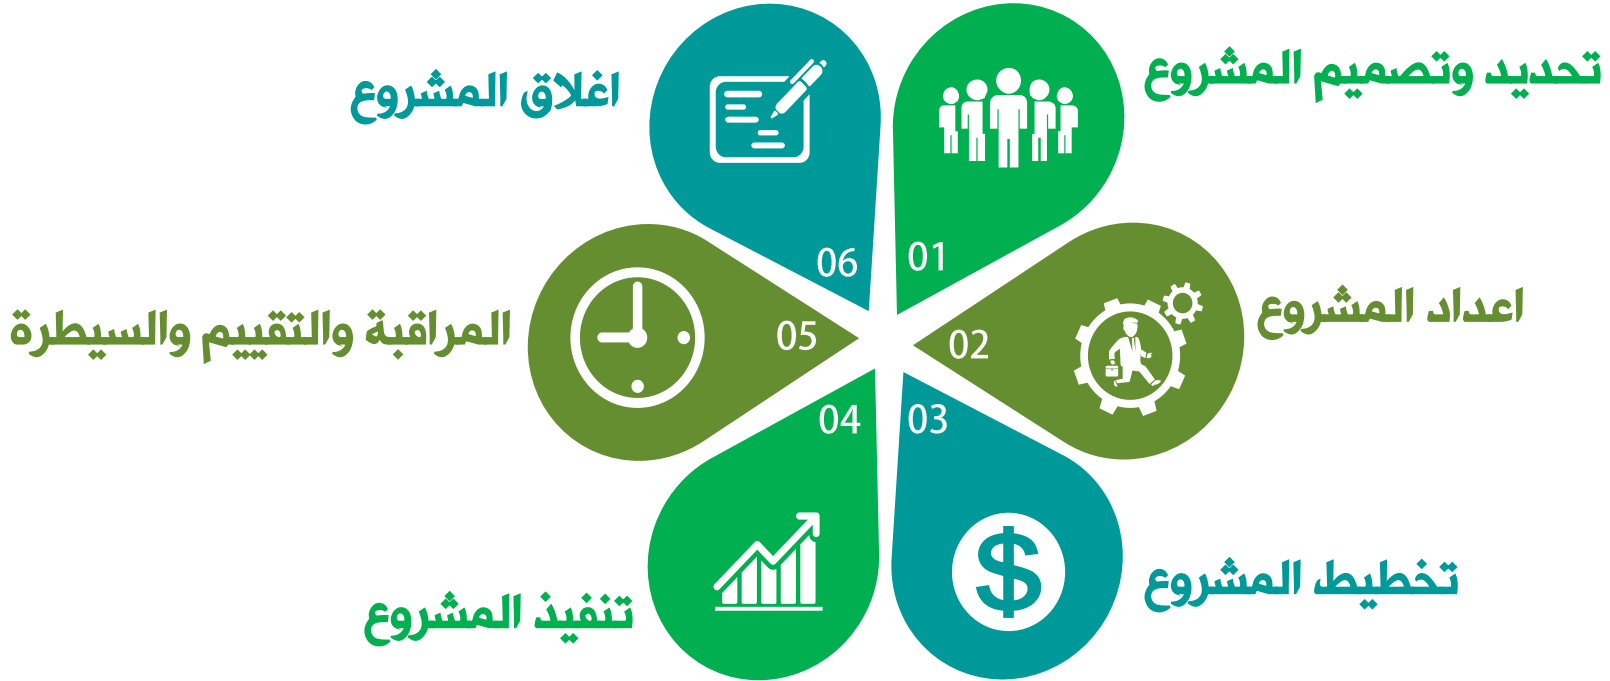 تحديد وتصميم المشروع
01
اعداد المشروع
02
تخطيط المشروع
03
$
تنفيذ المشروع
04
المراقبة والتقييم والسيطرة
05
اغلاق المشروع
06